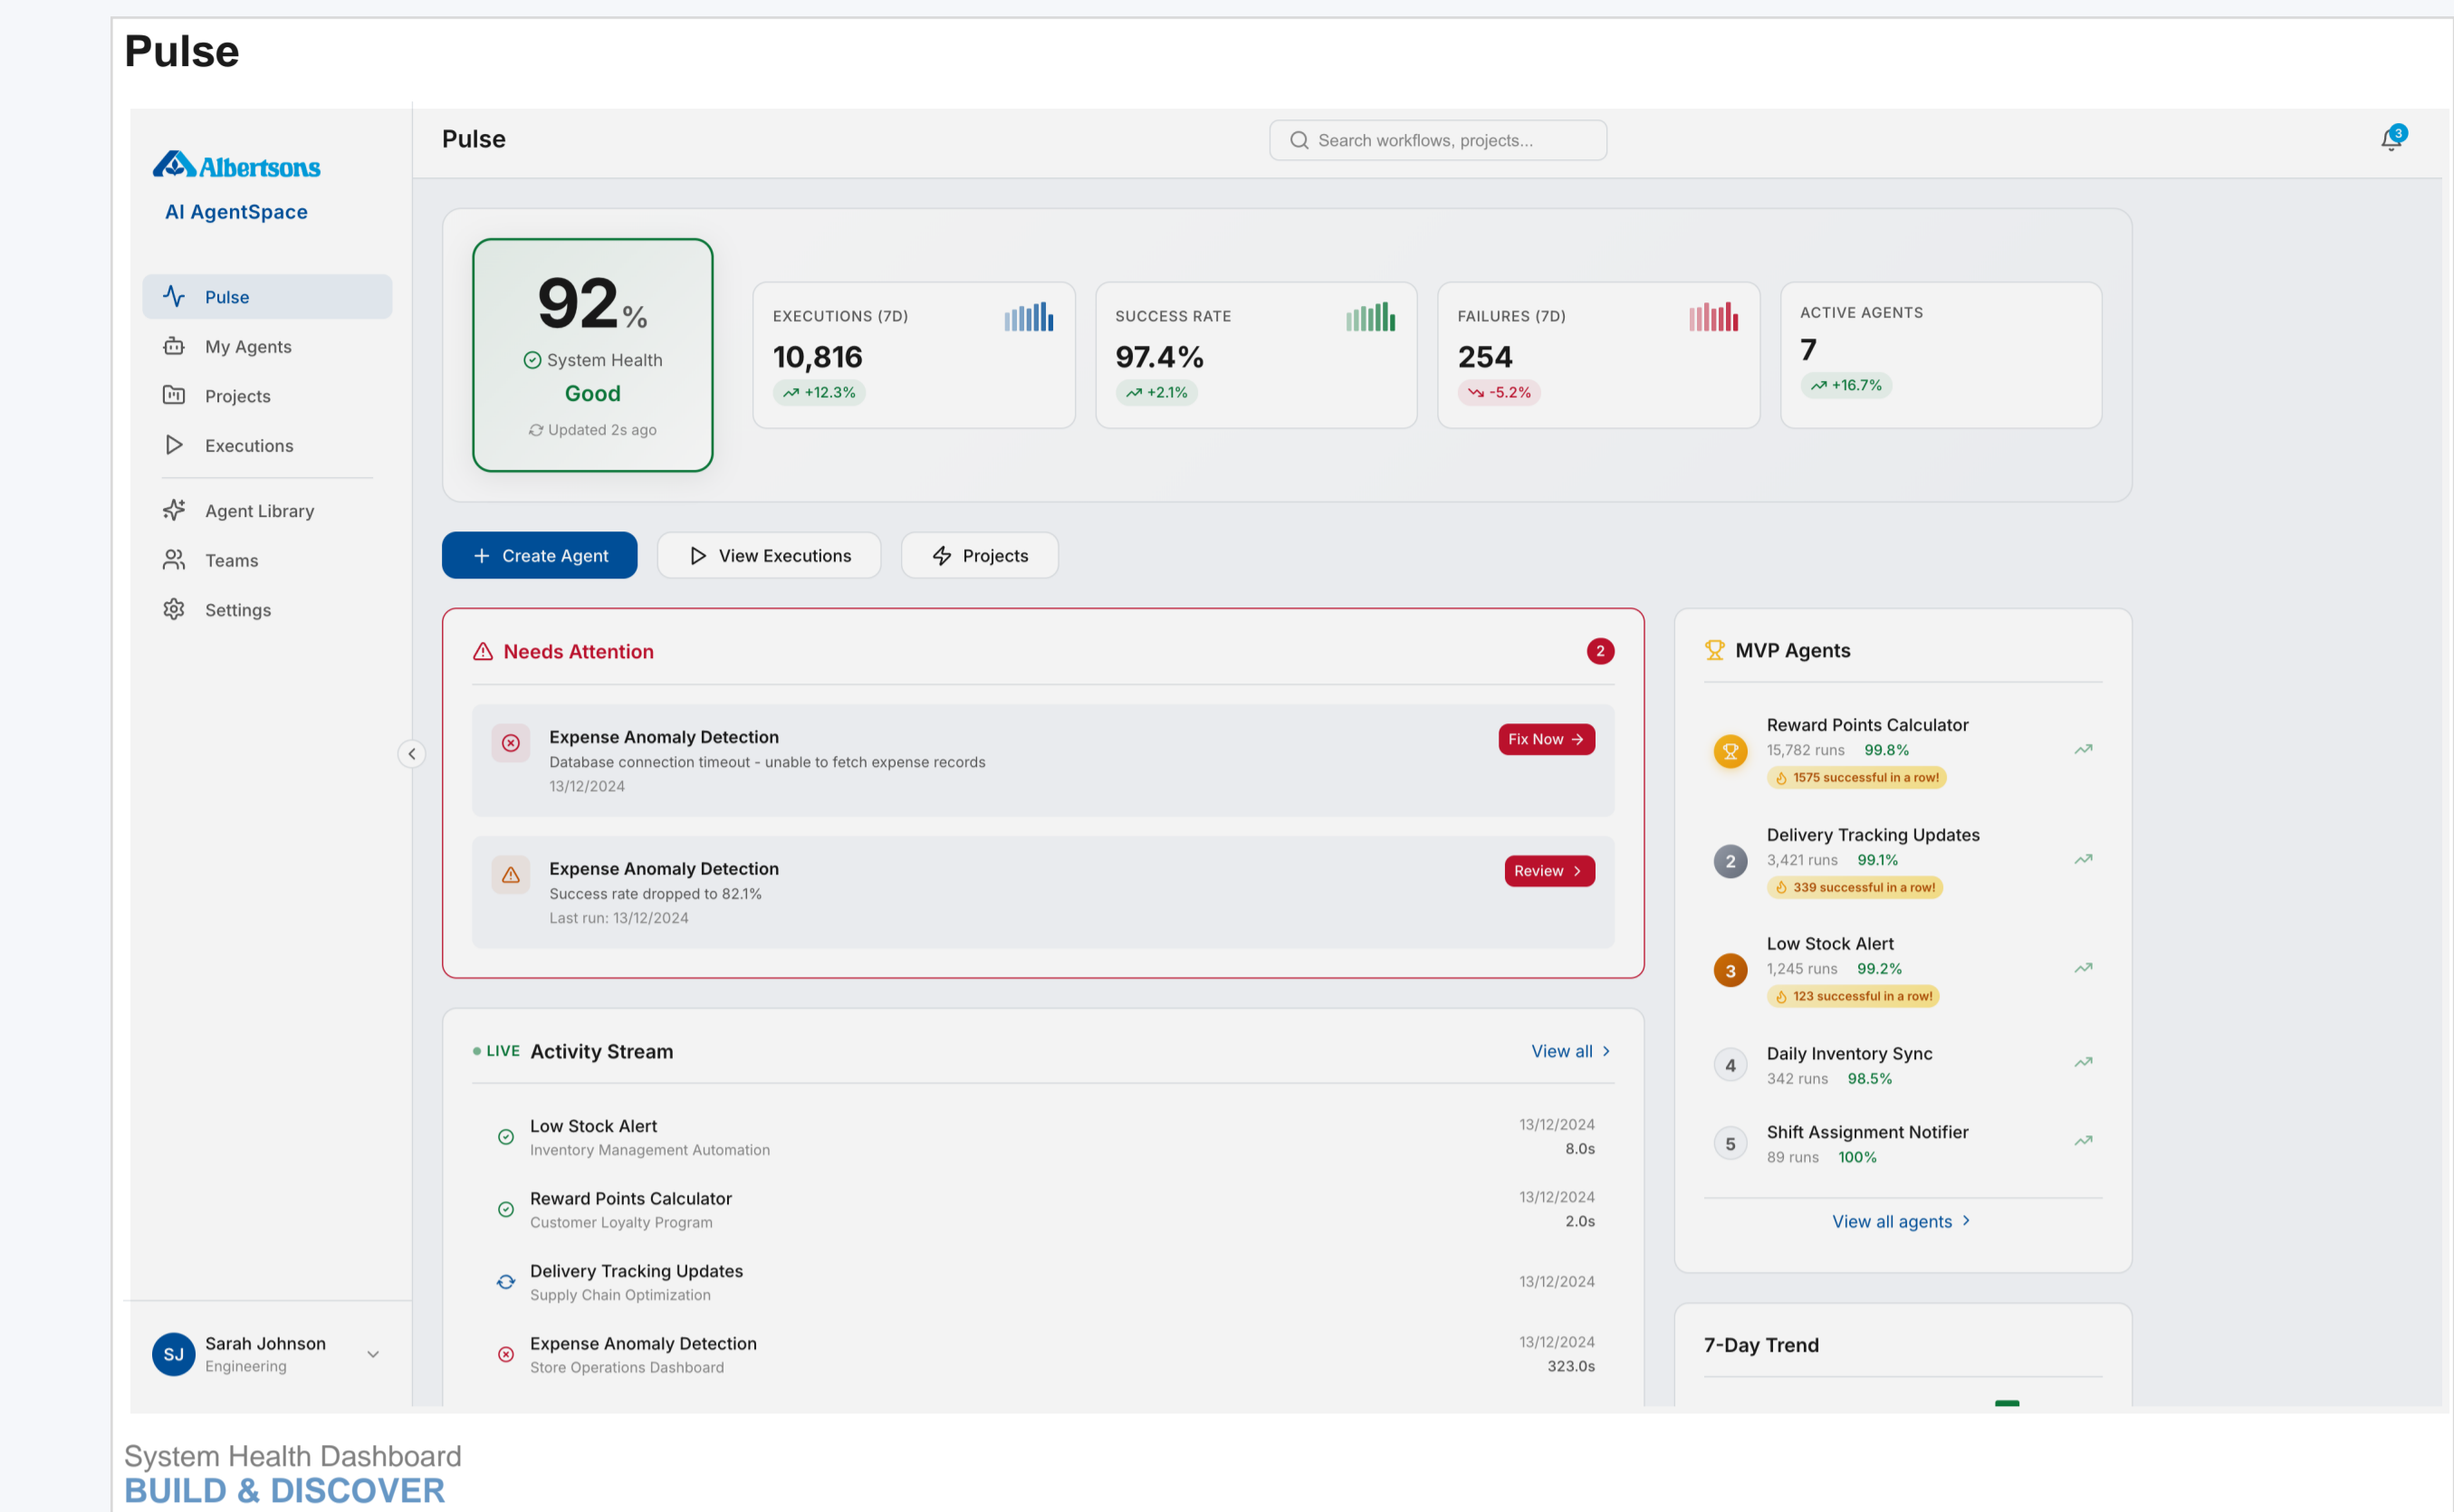 Pulse
Albertsons
AI AgentSpace
Pulse
My Agents
Projects
Executions
Agent Library
Teams
Settings
SJ
Sarah Johnson
Engineering
Pulse
Search workflows, projects...
3
92%
System Health
Good
Updated 2s ago
EXECUTIONS (7D)
10,816
+12.3%
SUCCESS RATE
97.4%
+2.1%
FAILURES (7D)
254
-5.2%
ACTIVE AGENTS
7
+16.7%
Create Agent
View Executions
Projects
Needs Attention
2
Expense Anomaly Detection
Database connection timeout - unable to fetch expense records
13/12/2024
Fix Now
Expense Anomaly Detection
Success rate dropped to 82.1%
Last run: 13/12/2024
Review
LIVE Activity Stream
View all
Low Stock Alert
Inventory Management Automation
13/12/2024
8.0s
Reward Points Calculator
Customer Loyalty Program
13/12/2024
2.0s
Delivery Tracking Updates
Supply Chain Optimization
13/12/2024
Expense Anomaly Detection
Store Operations Dashboard
13/12/2024
323.0s
MVP Agents
Reward Points Calculator
15,782 runs 99.8%
1575 successful in a row!
2
Delivery Tracking Updates
3,421 runs 99.1%
339 successful in a row!
3
Low Stock Alert
1,245 runs 99.2%
123 successful in a row!
4
Daily Inventory Sync
342 runs 98.5%
5
Shift Assignment Notifier
89 runs 100%
View all agents
7-Day Trend
System Health Dashboard
BUILD & DISCOVER